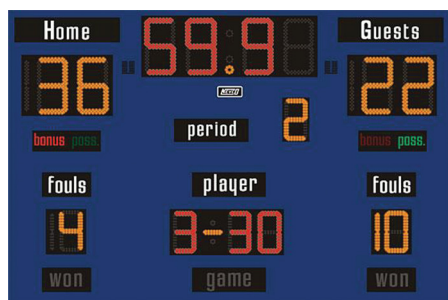 Home
59.9
Guests
36
22
period
2
bonus poss.
bonus poss.
fouls
player
fouls
4
3-30
10
won
game
won